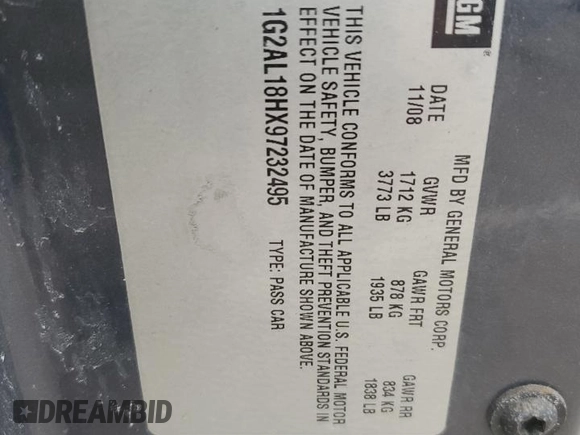 GM
MFD BY GENERAL MOTORS CORP.
DATE GVWR GAWR FRT GAWR RR
11/08 1712 KG 878 KG 834 KG
3773 LB 1935 LB 1838 LB
THIS VEHICLE CONFORMS TO ALL APPLICABLE U.S. FEDERAL MOTOR
VEHICLE SAFETY, BUMPER, AND THEFT PREVENTION STANDARDS IN
EFFECT ON THE DATE OF MANUFACTURE SHOWN ABOVE.
1G2AL18HX97232495 TYPE: PASS CAR
DREAMBID